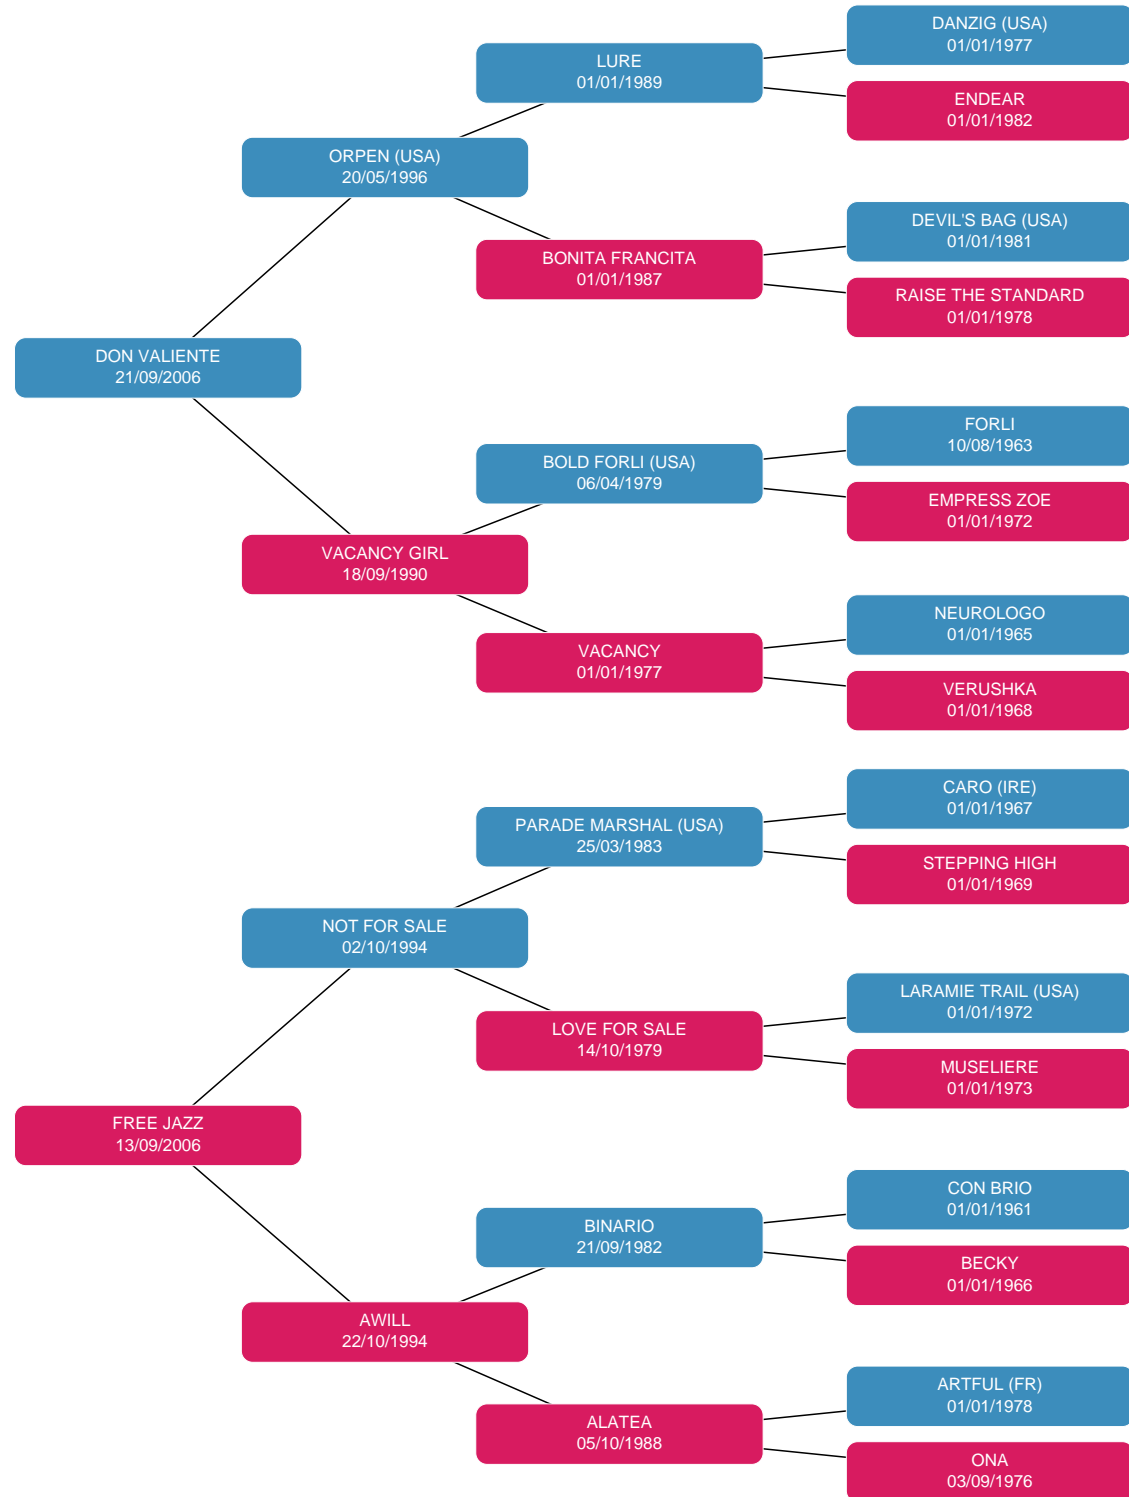 DANZIG (USA)
01/01/1977
LURE
01/01/1989
ENDEAR
01/01/1982
ORPEN (USA)
20/05/1996
DEVIL'S BAG (USA)
01/01/1981
BONITA FRANCITA
01/01/1987
RAISE THE STANDARD
01/01/1978
DON VALIENTE
21/09/2006
FORLI
10/08/1963
BOLD FORLI (USA)
06/04/1979
EMPRESS ZOE
01/01/1972
VACANCY GIRL
18/09/1990
NEUROLOGO
01/01/1965
VACANCY
01/01/1977
VERUSHKA
01/01/1968
CARO (IRE)
01/01/1967
PARADE MARSHAL (USA)
25/03/1983
STEPPING HIGH
01/01/1969
NOT FOR SALE
02/10/1994
LARAMIE TRAIL (USA)
01/01/1972
LOVE FOR SALE
14/10/1979
MUSELIERE
01/01/1973
FREE JAZZ
13/09/2006
CON BRIO
01/01/1961
BINARIO
21/09/1982
BECKY
01/01/1966
AWILL
22/10/1994
ARTFUL (FR)
01/01/1978
ALATEA
05/10/1988
ONA
03/09/1976